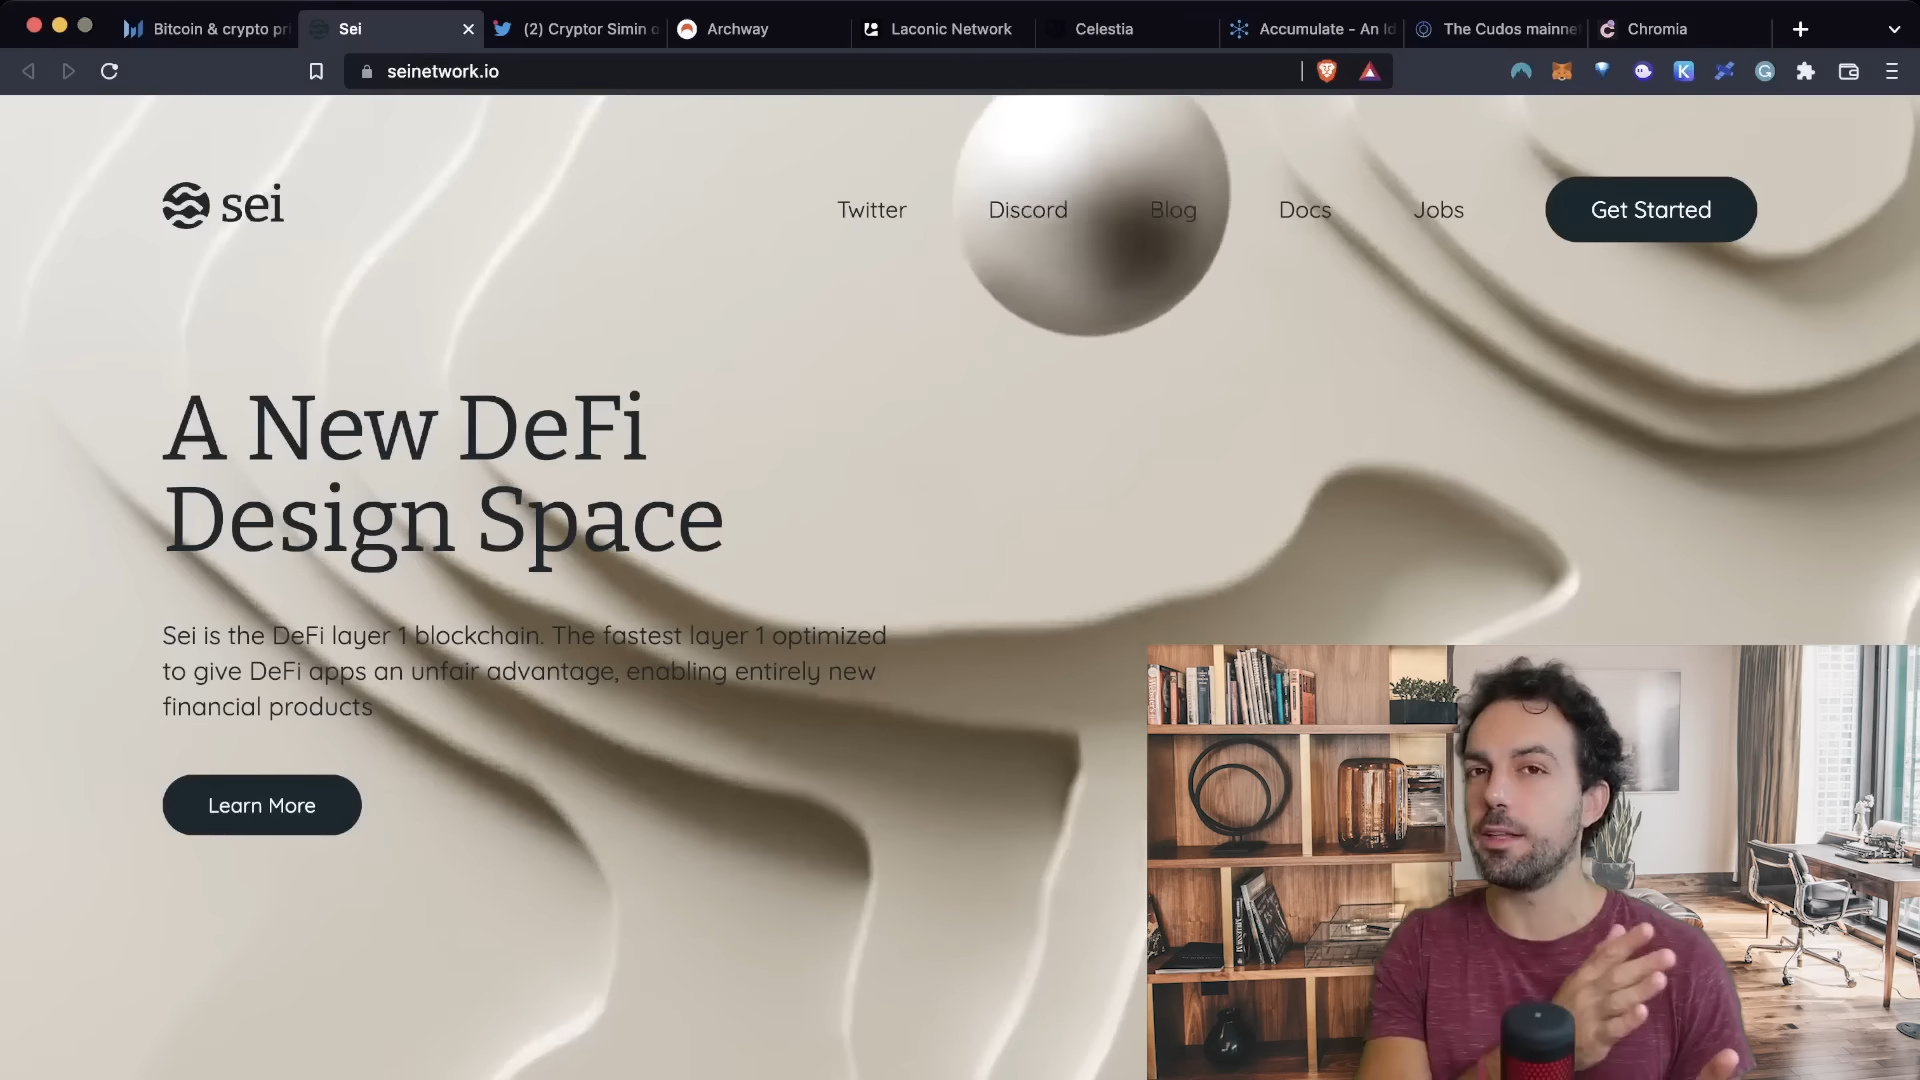 Bitcoin & crypto pri
Sei
(2) Cryptor Simin o
Archway
Laconic Network
Celestia
Accumulate - An Id
The Cudos mainnet
Chromia
seinetwork.io
sei
Twitter
Discord
Blog
Docs
Jobs
Get Started
A New DeFi
Design Space
Sei is the DeFi layer 1 blockchain. The fastest layer 1 optimized
to give DeFi apps an unfair advantage, enabling entirely new
financial products
Learn More